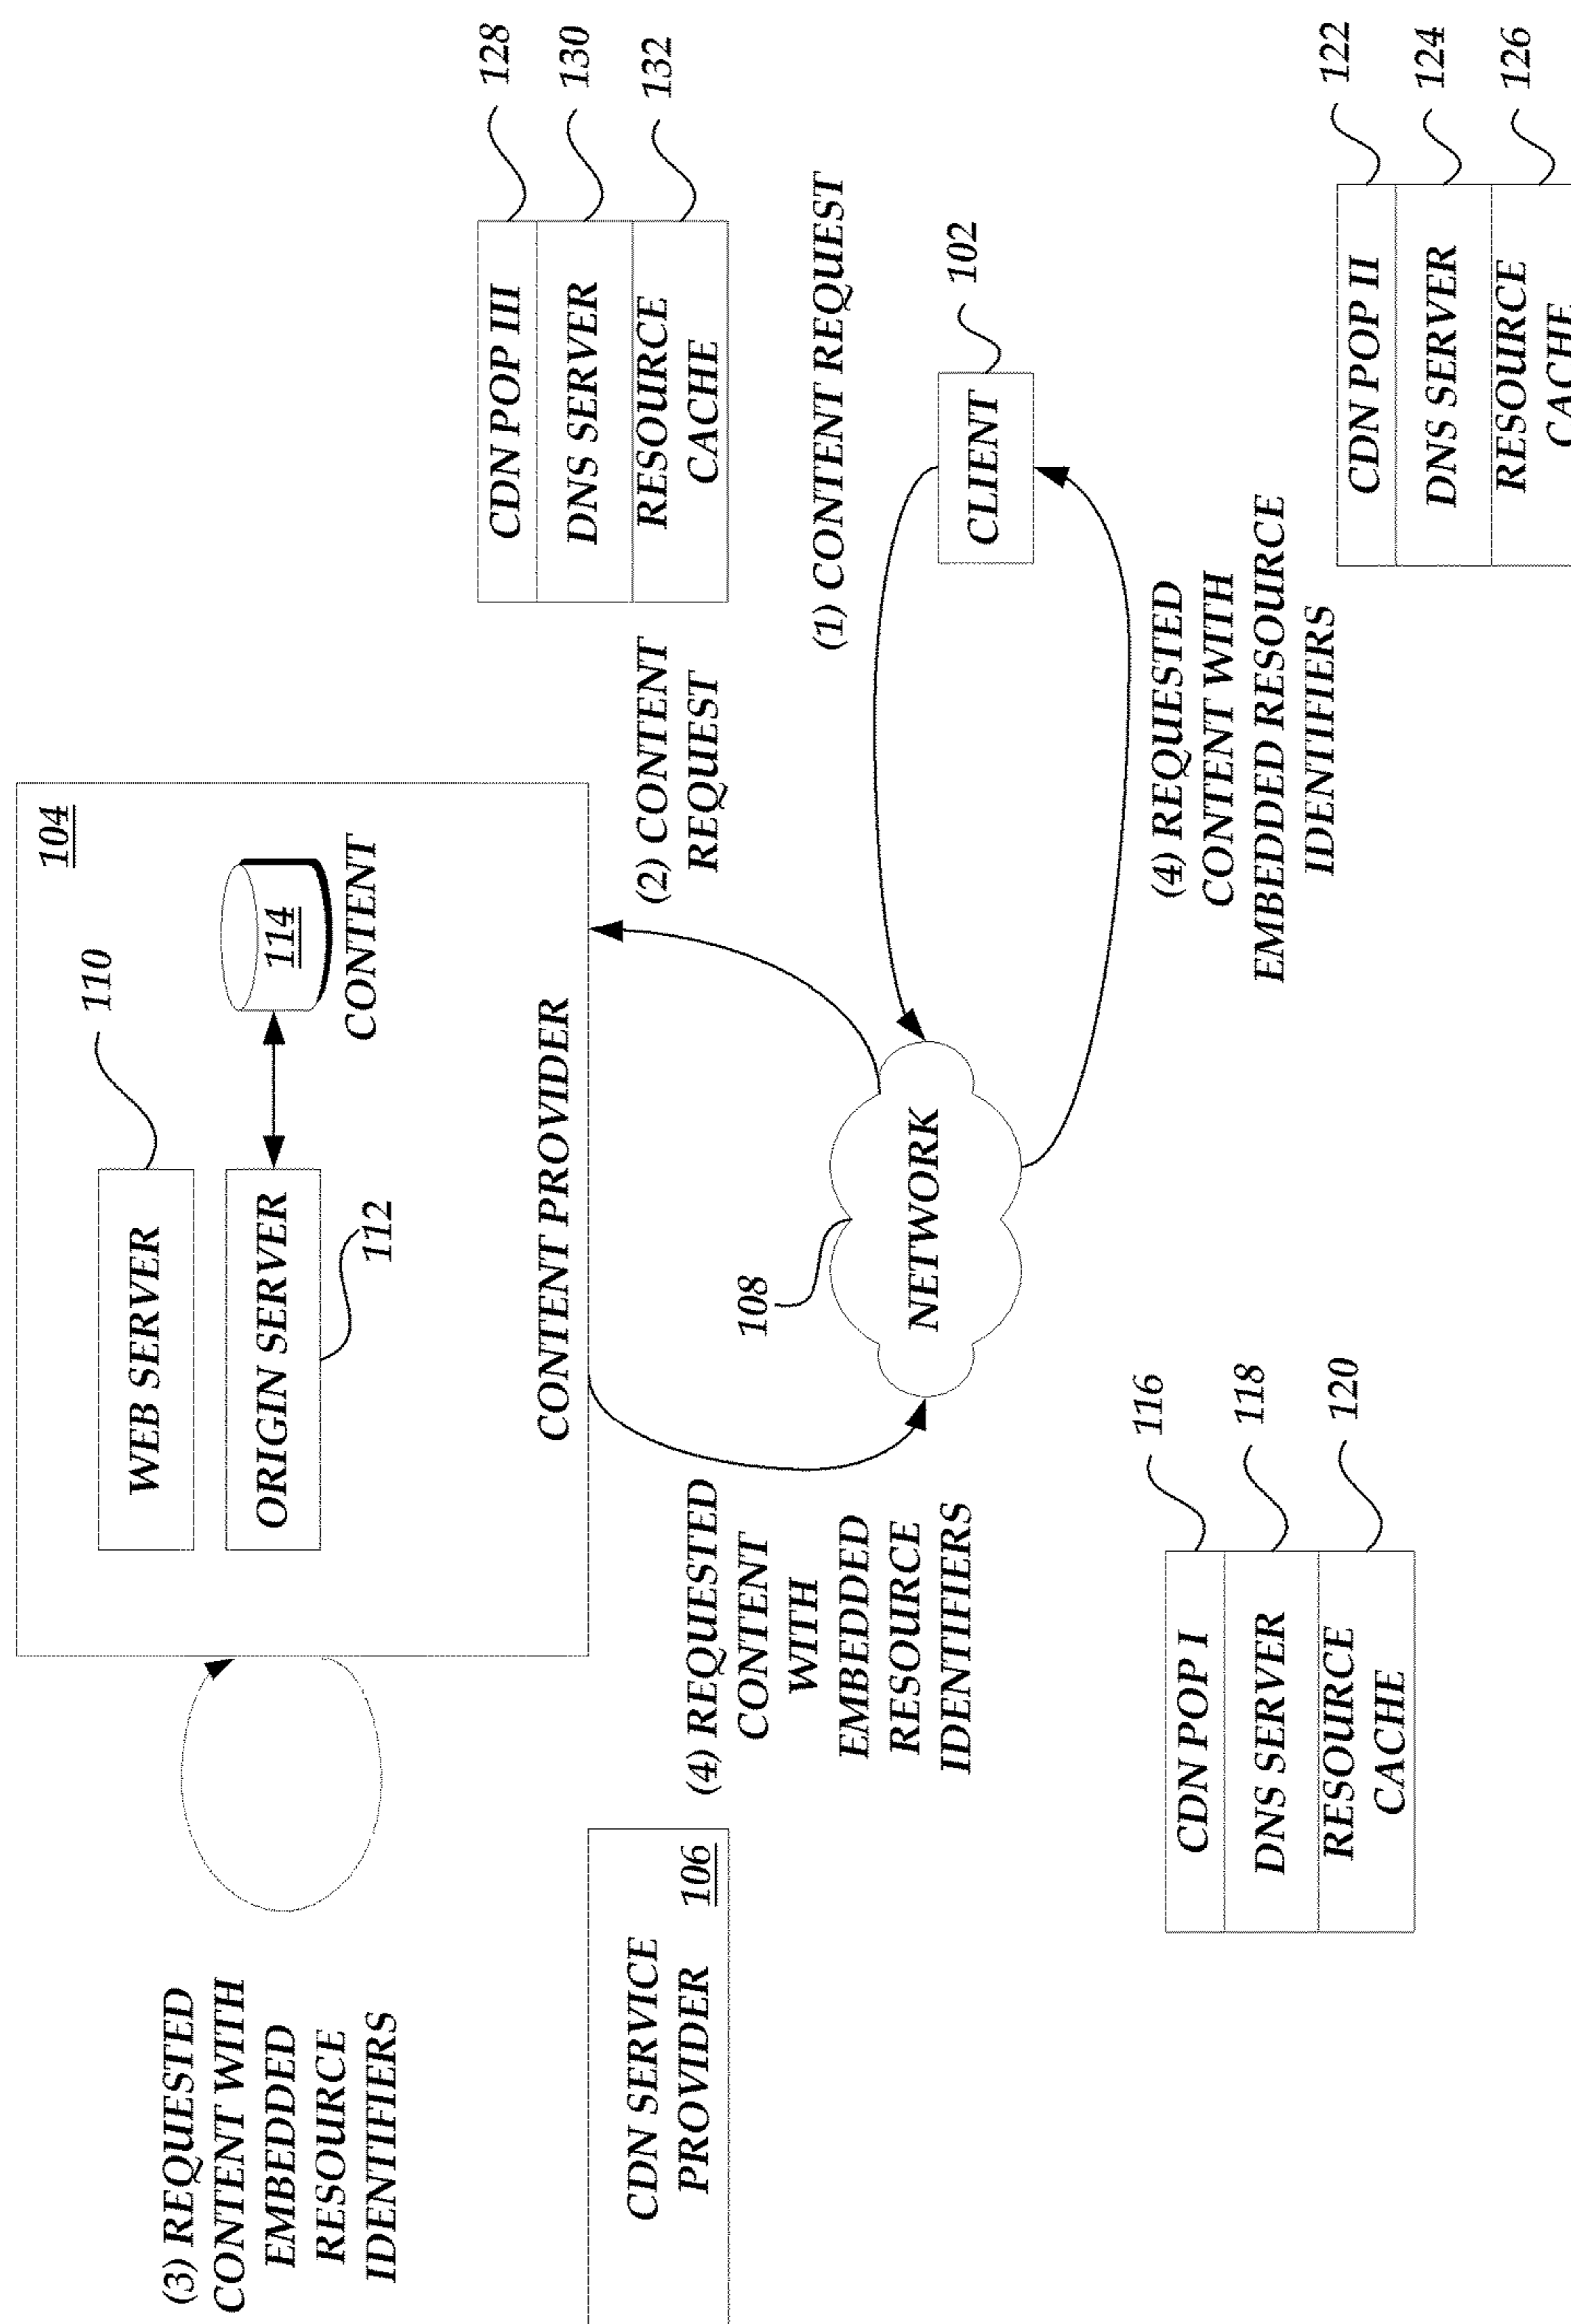 (3) REQUESTED
CONTENT WITH
EMBEDDED
RESOURCE
IDENTIFIERS
104
WEB SERVER
110
ORIGIN SERVER
112
114
CONTENT
CONTENT PROVIDER
CDN SERVICE
PROVIDER
106
(4) REQUESTED
CONTENT
WITH
EMBEDDED
RESOURCE
IDENTIFIERS
(2) CONTENT
REQUEST
CDN POP III
128
DNS SERVER
130
RESOURCE
CACHE
132
108
NETWORK
(1) CONTENT REQUEST
CLIENT
102
(4) REQUESTED
CONTENT WITH
EMBEDDED RESOURCE
IDENTIFIERS
CDN POP I
116
DNS SERVER
118
RESOURCE
CACHE
120
CDN POP II
122
DNS SERVER
124
RESOURCE
CACHE
126